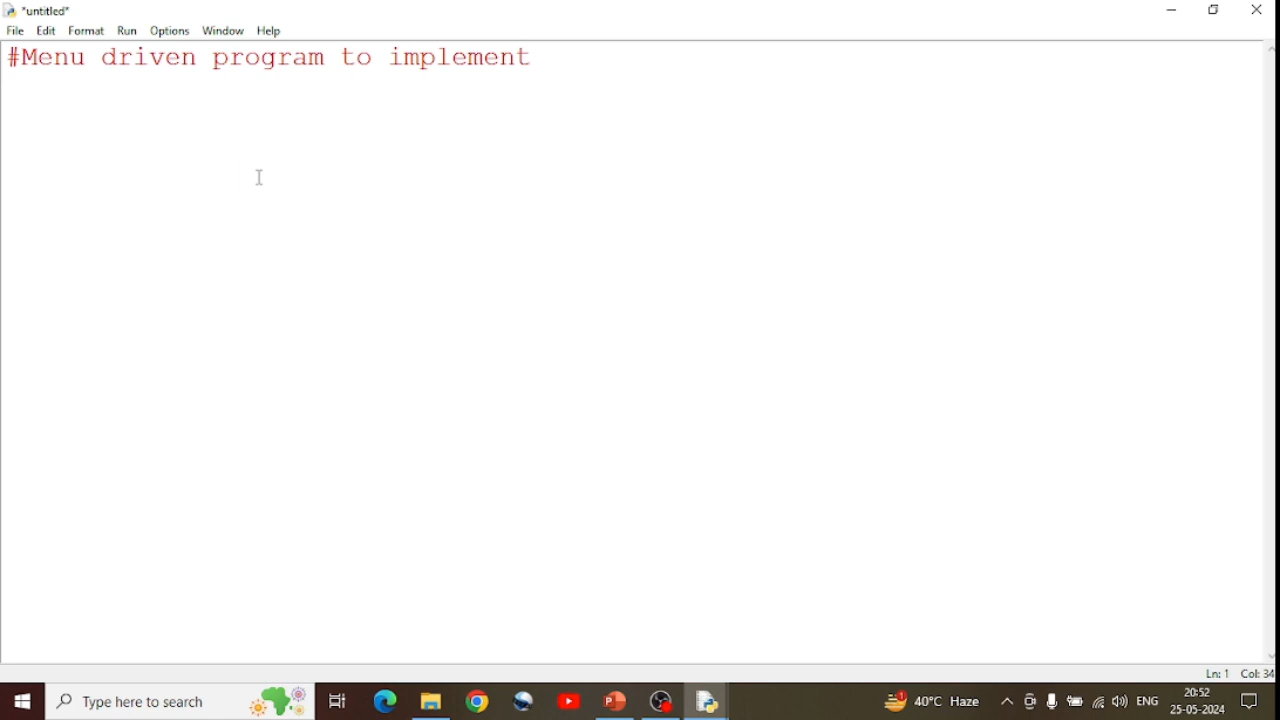 *untitled*
File Edit Format Run Options Window Help
#Menu driven program to implement
Ln: 1 Col: 34
Type here to search
40°C Haze
ENG
20:52
25-05-2024